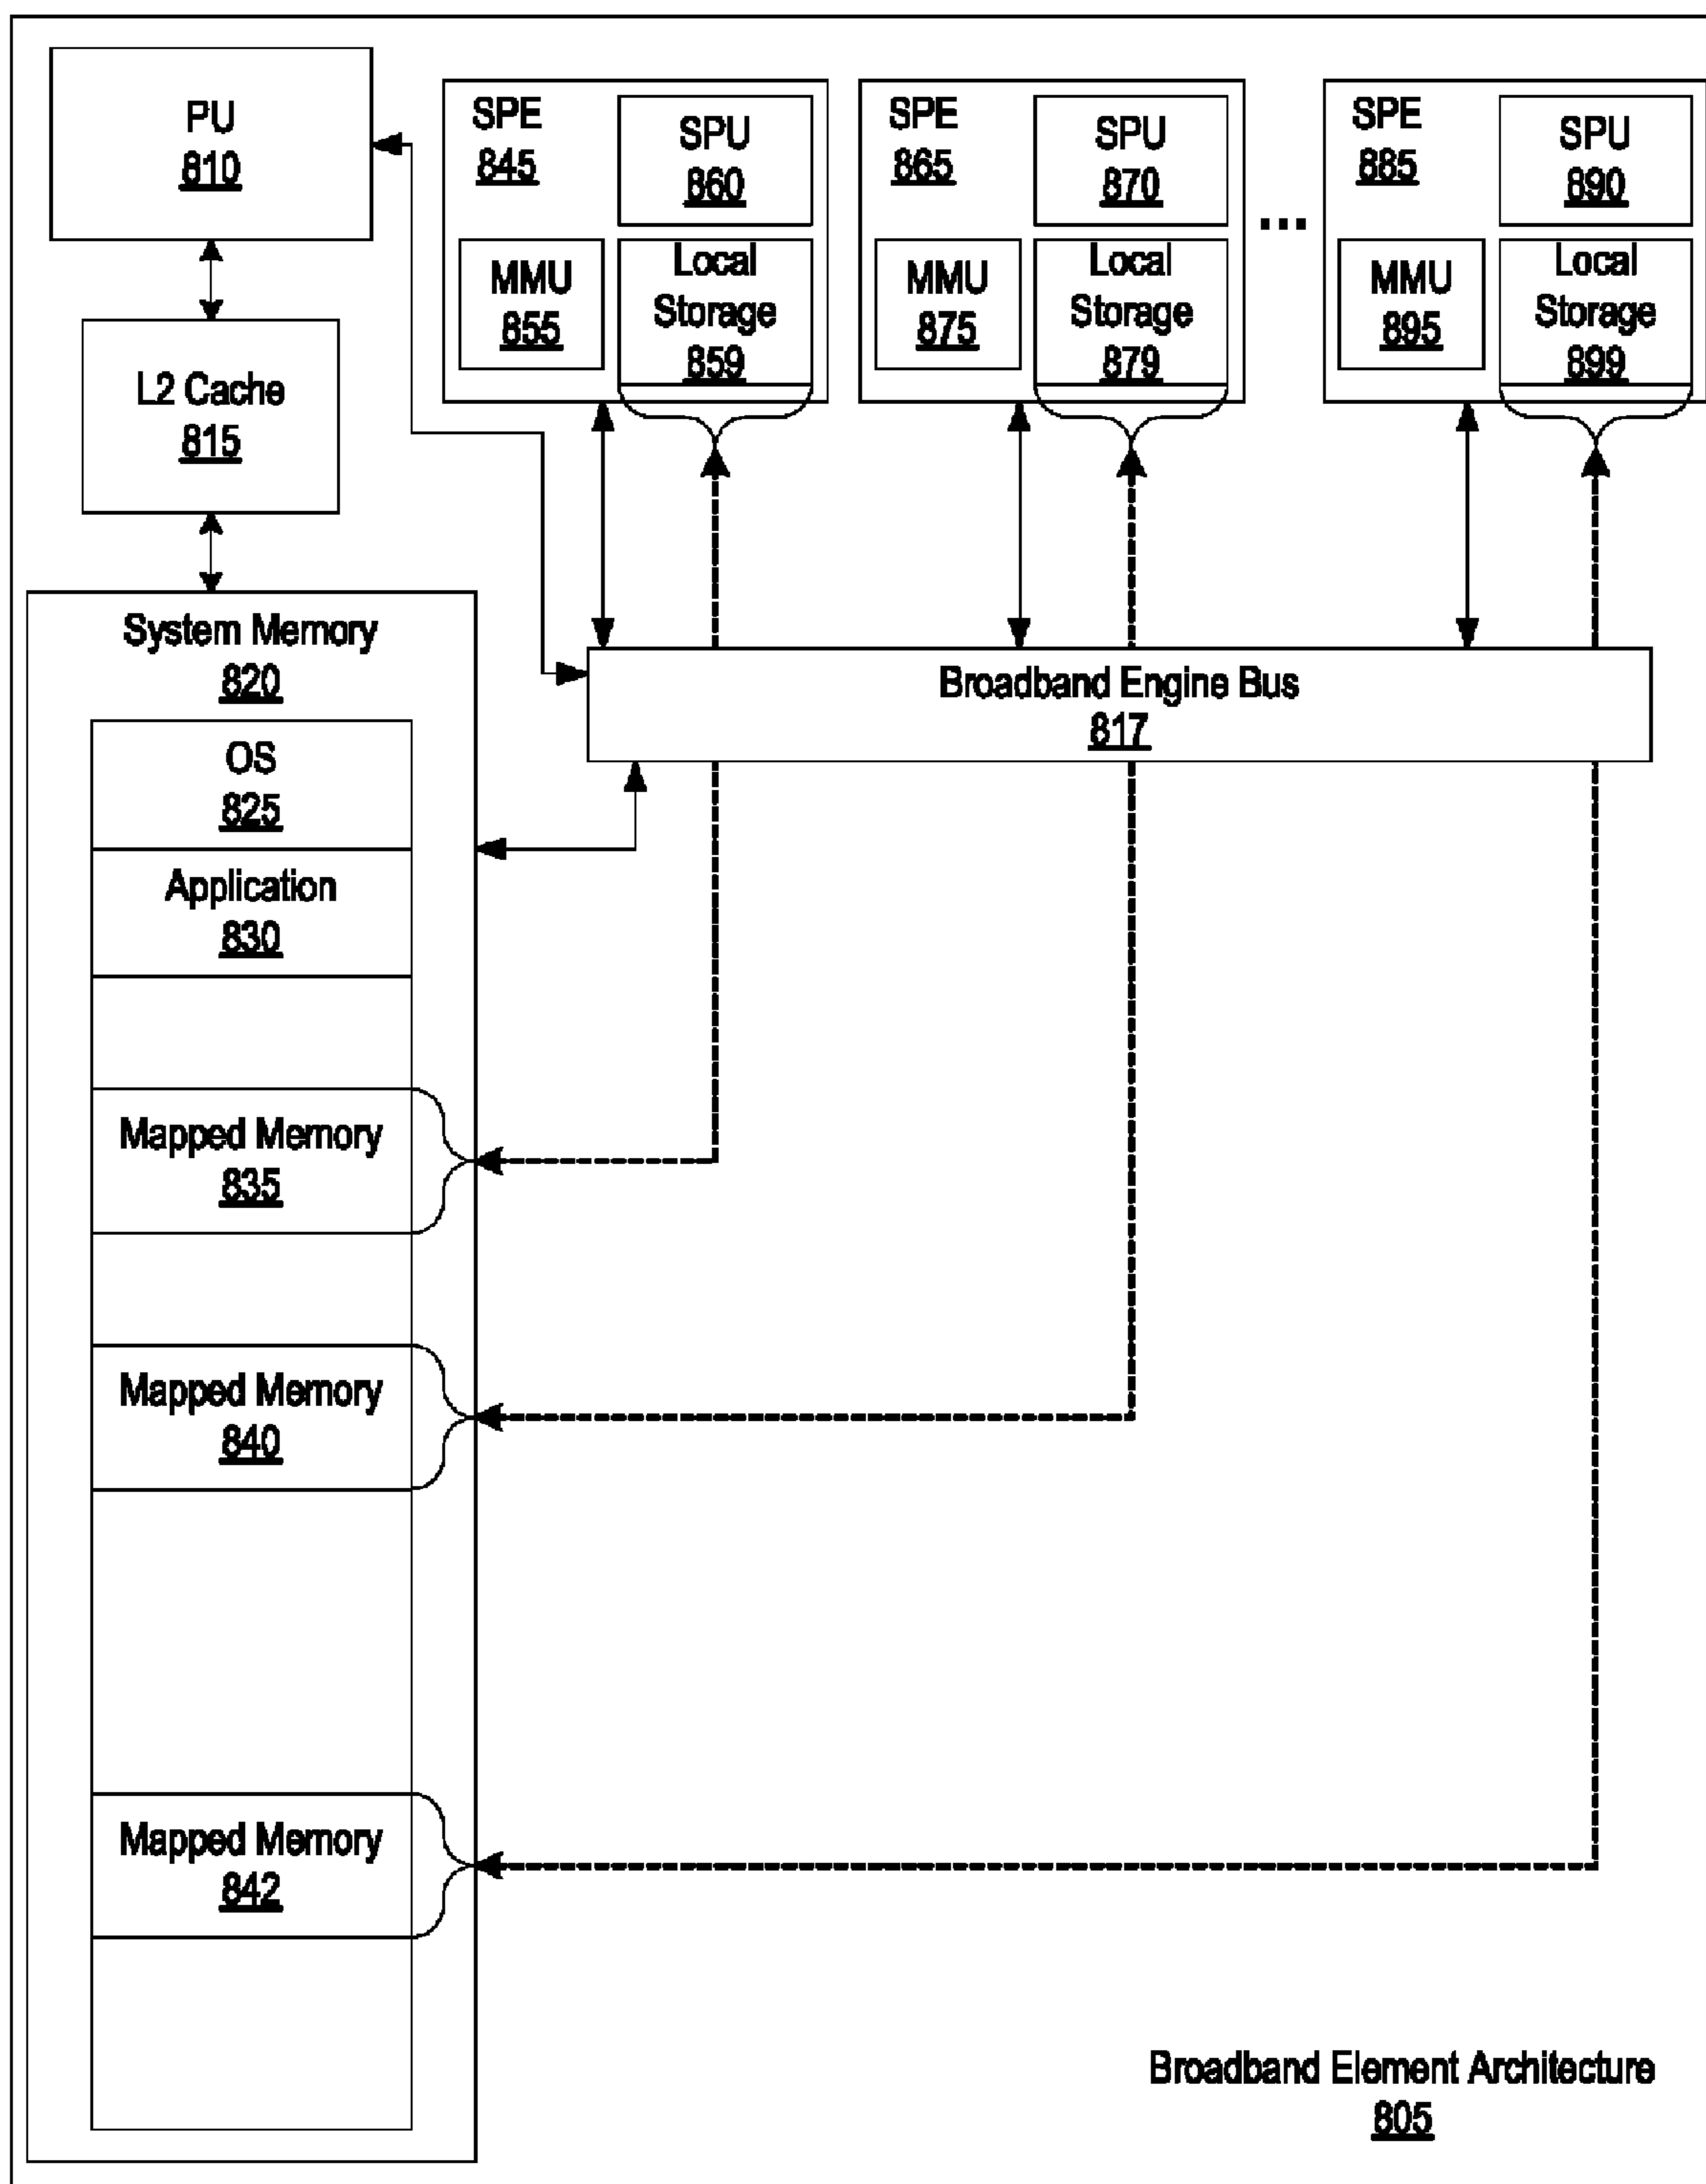 PU
810
SPE
845
SPU
860
MMU
855
Local
Storage
859
SPE
865
SPU
870
MMU
875
Local
Storage
879
...
SPE
885
SPU
890
MMU
895
Local
Storage
899
L2 Cache
815
Broadband Engine Bus
817
System Memory
820
OS
825
Application
830
Mapped Memory
835
Mapped Memory
840
Mapped Memory
842
Broadband Element Architecture
805